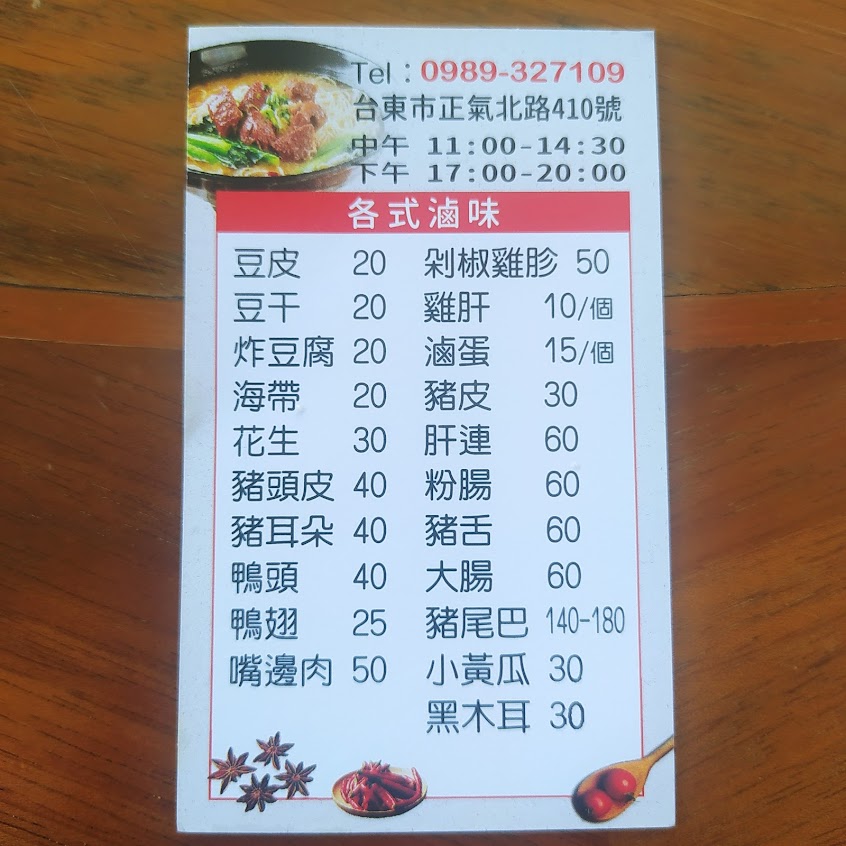 Tel：0989-327109
台東市正氣北路410號
中午 11:00-14:30
下午 17:00-20:00
各式滷味
豆皮 20 剁椒雞胗 50
豆干 20 雞肝 10/個
炸豆腐 20 滷蛋 15/個
海帶 20 豬皮 30
花生 30 肝連 60
豬頭皮 40 粉腸 60
豬耳朵 40 豬舌 60
鴨頭 40 大腸 60
鴨翅 25 豬尾巴 140-180
嘴邊肉 50 小黃瓜 30
黑木耳 30